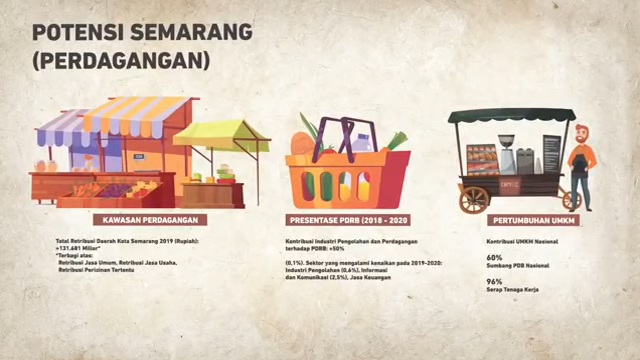 POTENSI SEMARANG
(PERDAGANGAN)
COFFEE
KAWASAN PERDAGANGAN
Total Retribusi Daerah Kota Semarang 2019 (Rupiah):
+131,681 Miliar*
*Terbagi atas:
Retribusi Jasa Umum, Retribusi Jasa Usaha,
Retribusi Perizinan Tertentu
PRESENTASE PDRB (2018 - 2020
Kontribusi Industri Pengolahan dan Perdagangan
terhadap PDRB: +50%
(0,1%). Sektor yang mengalami kenaikan pada 2019-2020:
Industri Pengolahan (0,6%), Informasi
dan Komunikasi (2,5%), Jasa Keuangan
PERTUMBUHAN UMKM
Kontribusi UMKM Nasional
60%
Sumbang PDB Nasional
96%
Serap Tenaga Kerja